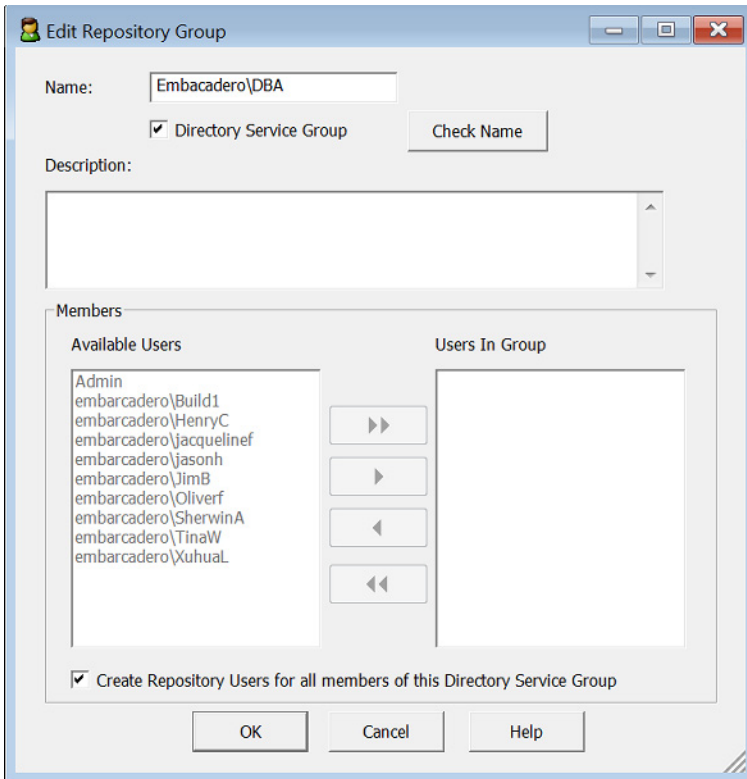 Edit Repository Group
Name: Embacadero\DBA
Directory Service Group Check Name
Description:
Members
Available Users Users In Group
Admin
embarcadero\Build1
embarcadero\HenryC
embarcadero\jacquelinef
embarcadero\jasonh
embarcadero\JimB
embarcadero\Oliverf
embarcadero\SherwinA
embarcadero\TinaW
embarcadero\XuhuaL
Create Repository Users for all members of this Directory Service Group
OK Cancel Help